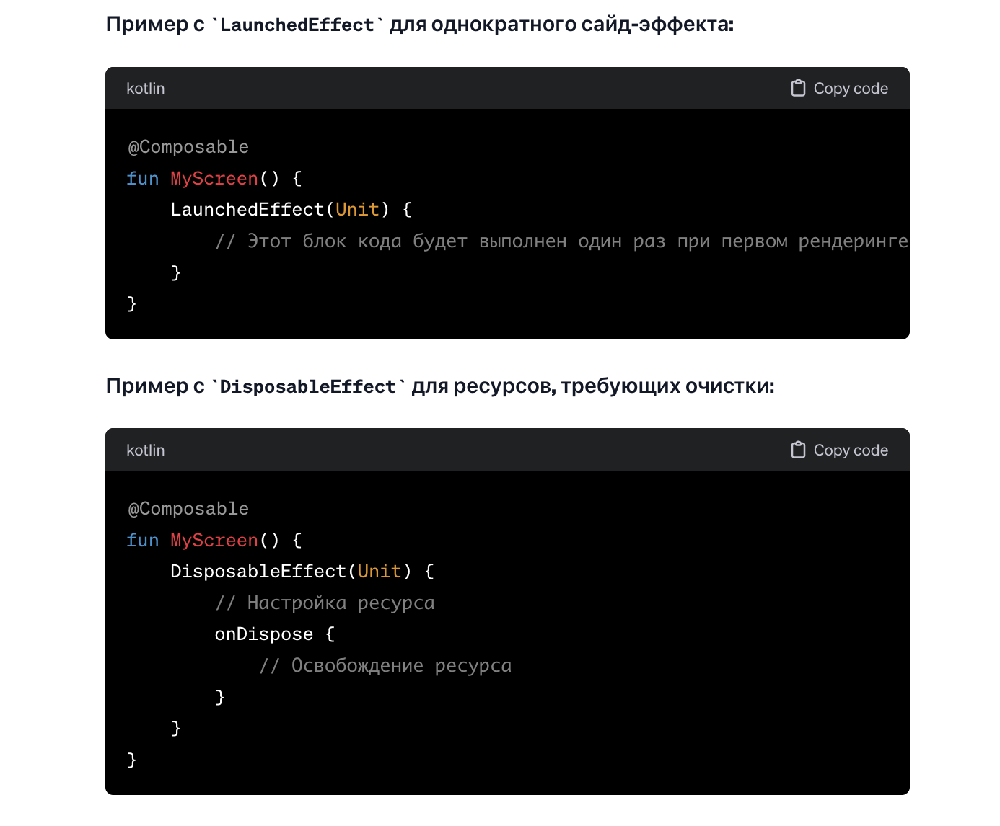 Пример с `LaunchedEffect` для однократного сайд-эффекта:
kotlin
Copy code
@Composable
fun MyScreen() {
    LaunchedEffect(Unit) {
        // Этот блок кода будет выполнен один раз при первом рендеринге
    }
}
Пример с `DisposableEffect` для ресурсов, требующих очистки:
kotlin
Copy code
@Composable
fun MyScreen() {
    DisposableEffect(Unit) {
        // Настройка ресурса
        onDispose {
            // Освобождение ресурса
        }
    }
}